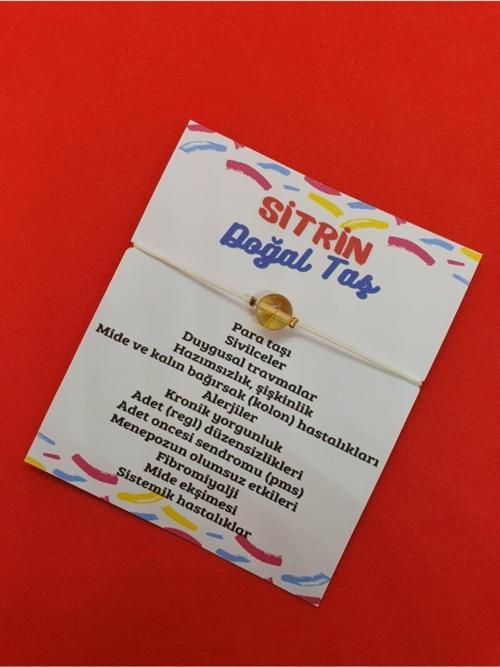 SİTRİN
Doğal Taş
Para taşı
Sivilceler
Duygusal travmalar
Hazımsızlık, şişkinlik
Mide ve kalın bağırsak (kolon) hastalıkları
Alerjiler
Kronik yorgunluk
Adet (regl) düzensizlikleri
Adet oncesi sendromu (pms)
Menepozun olumsuz etkileri
Fibromiyalji
Mide ekşimesi
Sistemik hastalıklar